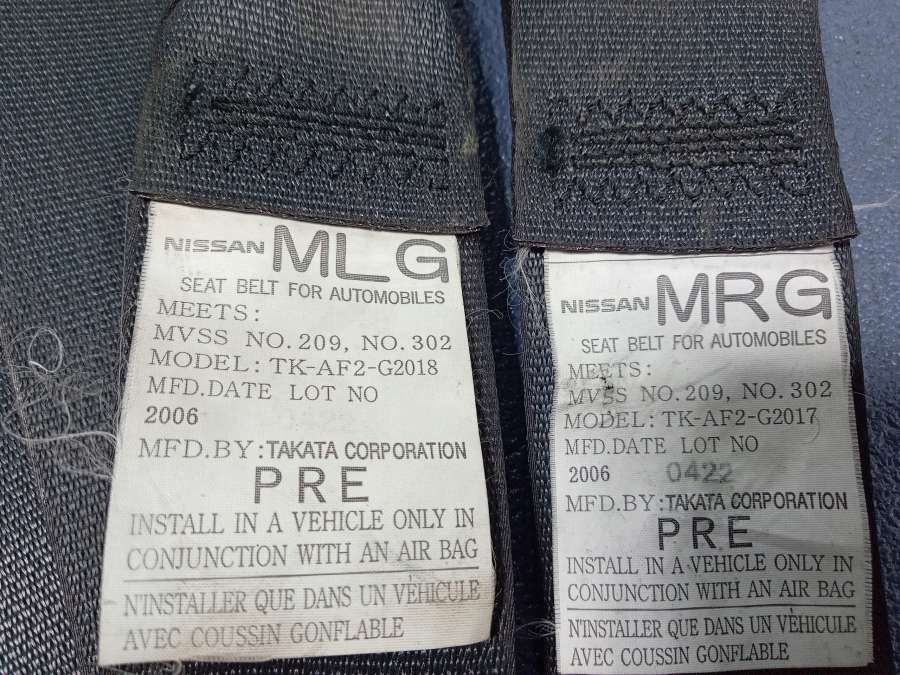 NISSAN MLG
SEAT BELT FOR AUTOMOBILES
MEETS:
MVSS NO.209, NO.302
MODEL: TK-AF2-G2018
MFD.DATE LOT NO
2006
MFD.BY:TAKATA CORPORATION
PRE
INSTALL IN A VEHICLE ONLY IN
CONJUNCTION WITH AN AIR BAG
N'INSTALLER QUE DANS UN VÈHICULE
AVEC COUSSIN GONFLABLE
NISSAN MRG
SEAT BELT FOR AUTOMOBILES
MEETS:
MVSS NO.209, NO.302
MODEL: TK-AF2-G2017
MFD.DATE LOT NO
2006 0422
MFD.BY:TAKATA CORPORATION
PRE
INSTALL IN A VEHICLE ONLY IN
CONJUNCTION WITH AN AIR BAG
N'INSTALLER QUE DANS UN VÈHICULE
AVEC COUSSIN GONFLABLE